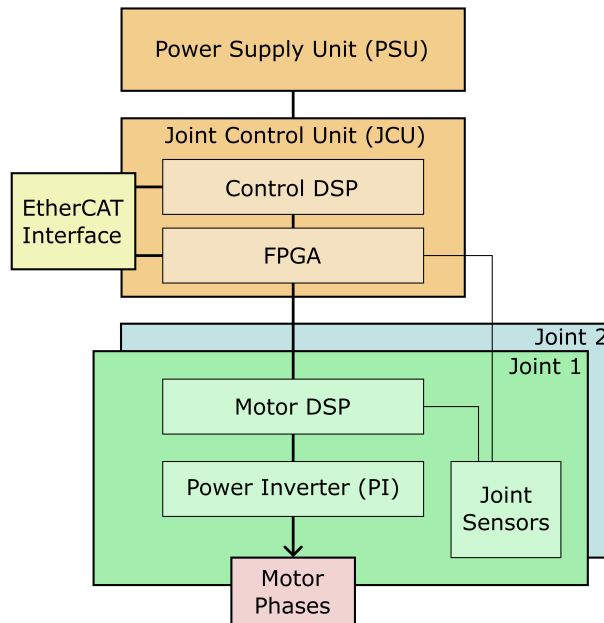 Power Supply Unit (PSU)
Joint Control Unit (JCU)
Control DSP
EtherCAT
Interface
FPGA
Joint 2
Joint 1
Motor DSP
Power Inverter (PI)
Joint
Sensors
Motor
Phases